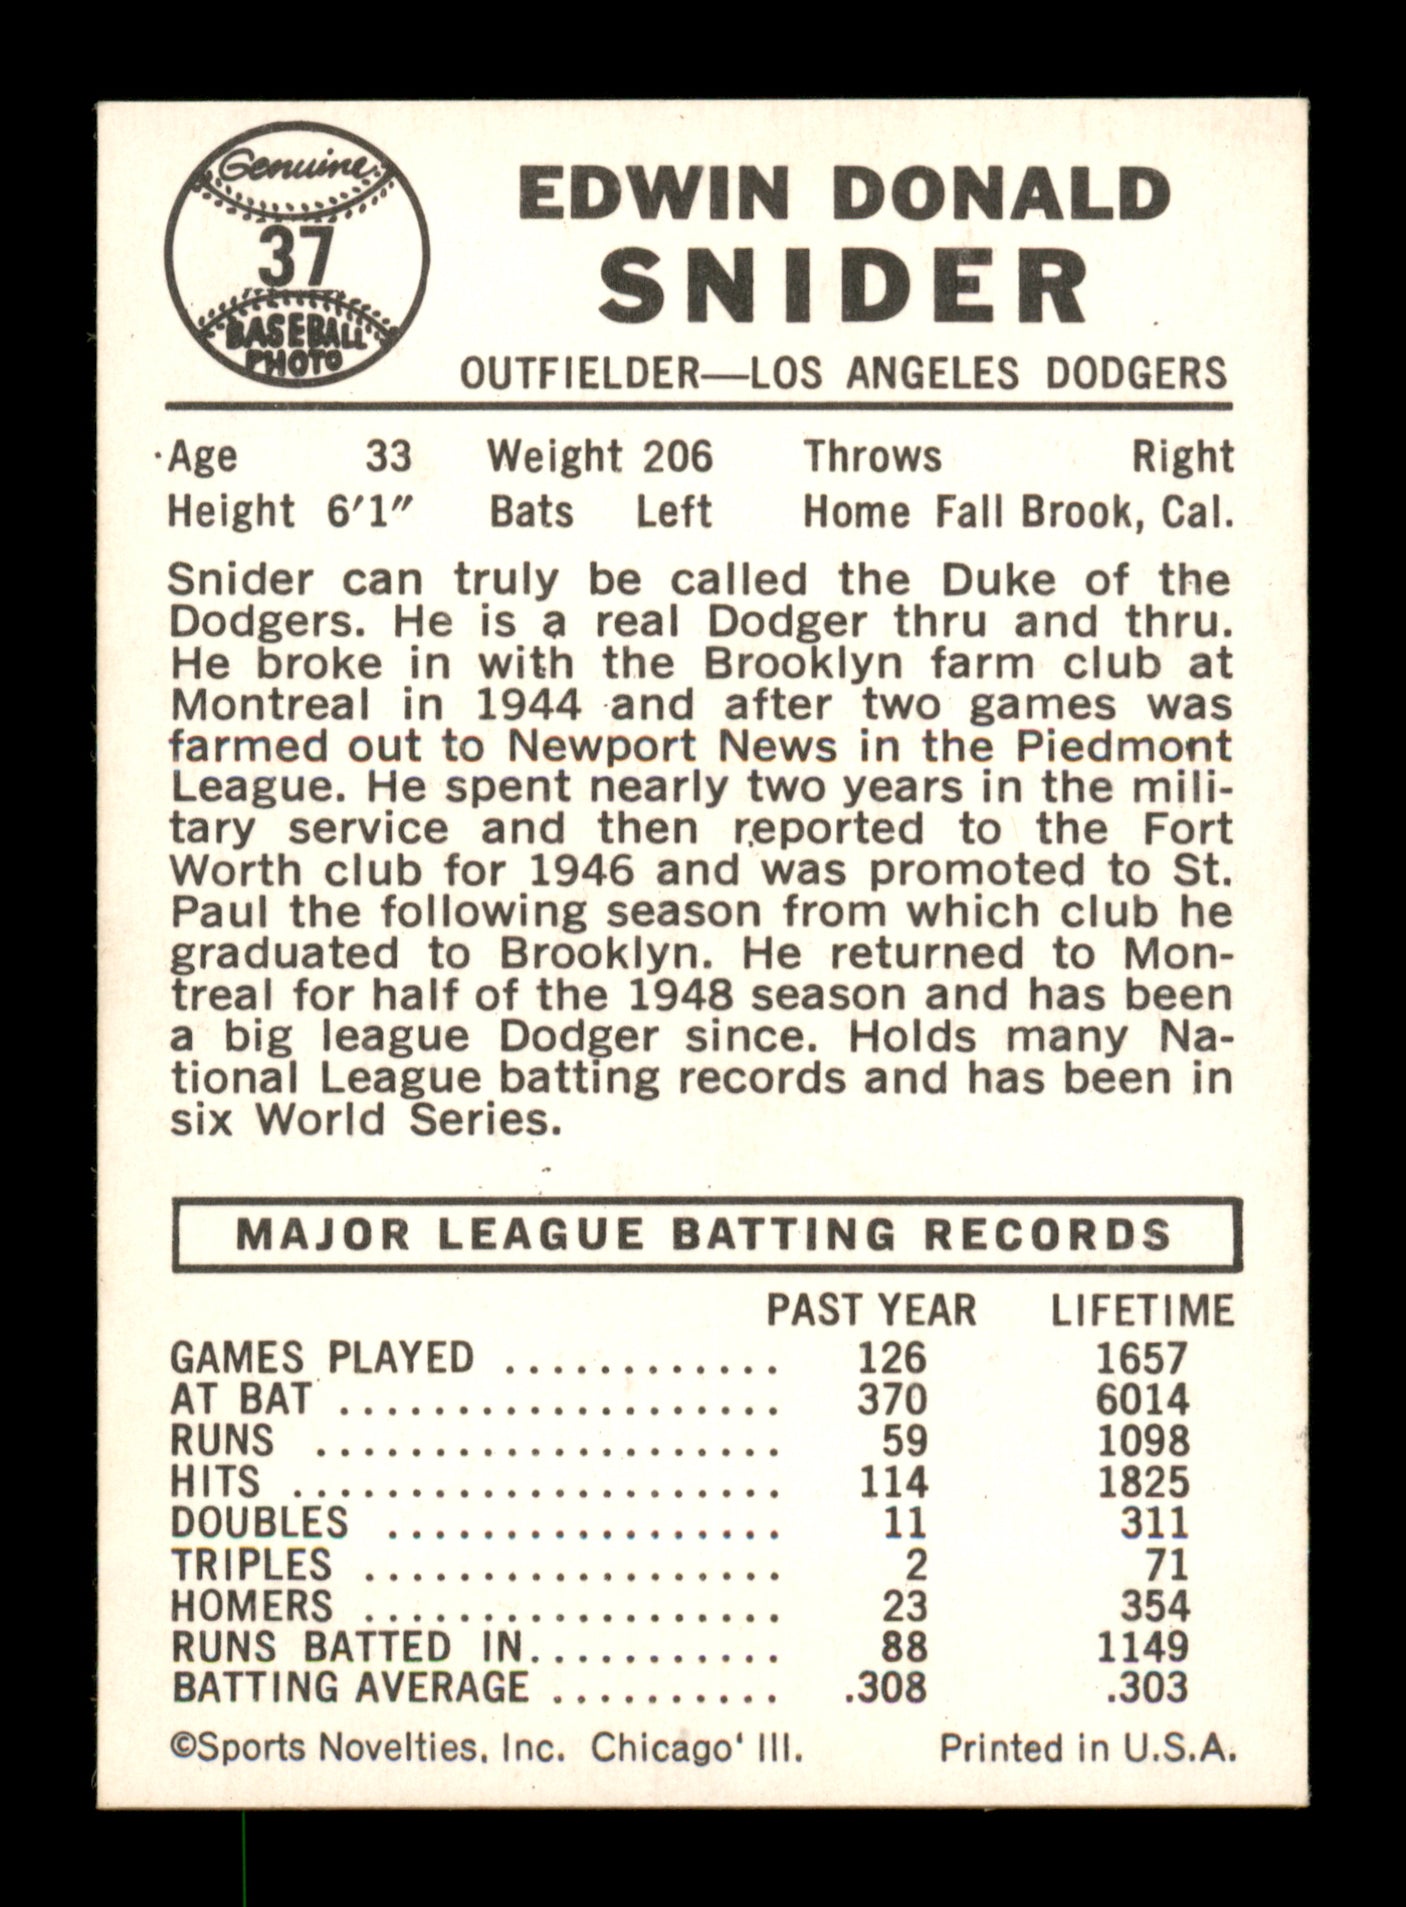 Genuine
37
BASEBALL
PHOTO
EDWIN DONALD
SNIDER
OUTFIELDER—LOS ANGELES DODGERS
Age 33 Weight 206 Throws Right
Height 6'1" Bats Left Home Fall Brook, Cal.
Snider can truly be called the Duke of the
Dodgers. He is a real Dodger thru and thru.
He broke in with the Brooklyn farm club at
Montreal in 1944 and after two games was
farmed out to Newport News in the Piedmont
League. He spent nearly two years in the mili-
tary service and then reported to the Fort
Worth club for 1946 and was promoted to St.
Paul the following season from which club he
graduated to Brooklyn. He returned to Mon-
treal for half of the 1948 season and has been
a big league Dodger since. Holds many Na-
tional League batting records and has been in
six World Series.
MAJOR LEAGUE BATTING RECORDS
PAST YEAR LIFETIME
GAMES PLAYED ............ 126 1657
AT BAT ................... 370 6014
RUNS .................... 59 1098
HITS ..................... 114 1825
DOUBLES ................. 11 311
TRIPLES .................. 2 71
HOMERS .................. 23 354
RUNS BATTED IN........... 88 1149
BATTING AVERAGE .......... .308 .303
©Sports Novelties, Inc. Chicago' Ill. Printed in U.S.A.